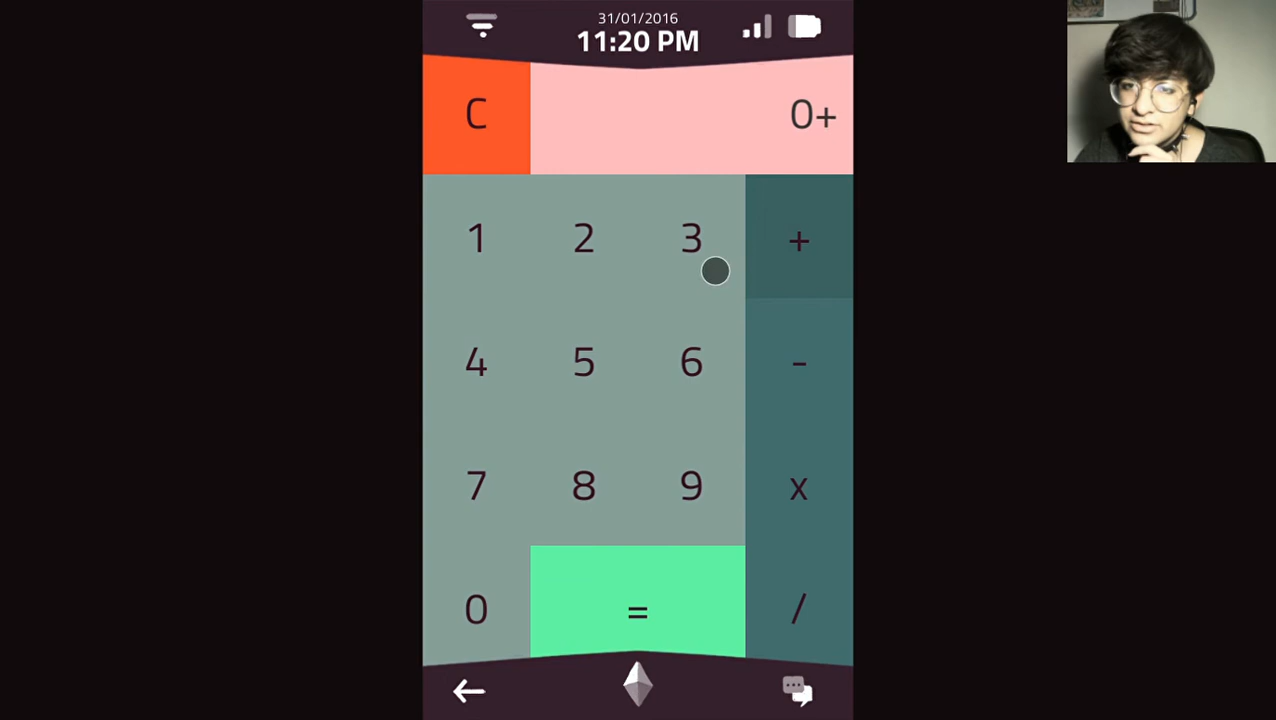 31/01/2016
11:20 PM
C 0+
1 2 3 +
4 5 6 -
7 8 9 x
0 = /